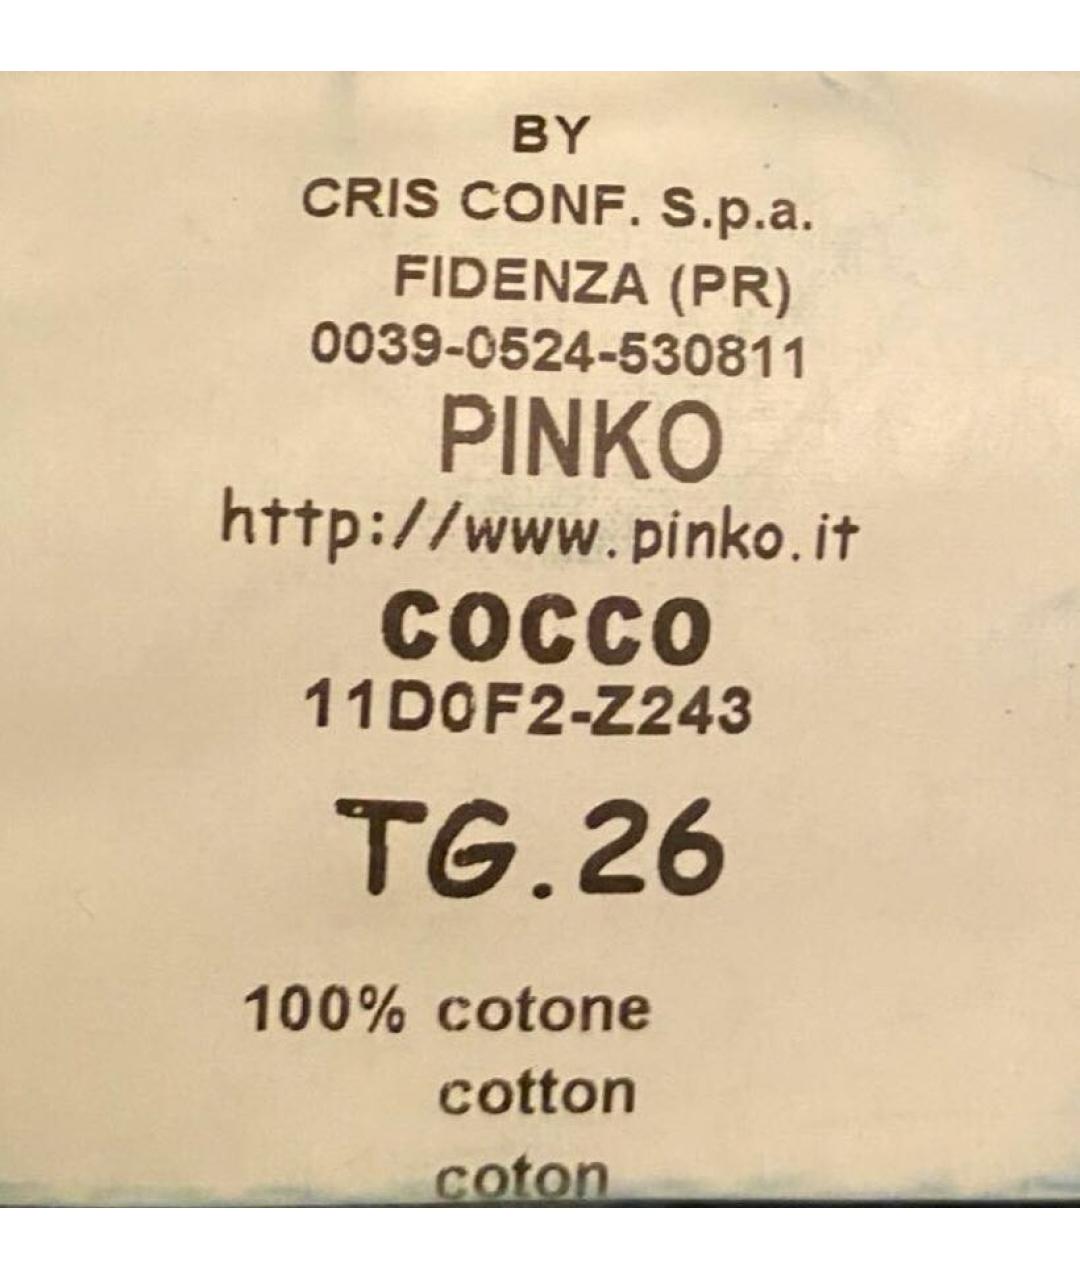 BY
CRIS CONF. S.p.a.
FIDENZA (PR)
0039-0524-530811
PINKO
http://www.pinko.it
COCCO
11D0F2-Z243
TG.26
100% cotone
cotton
coton